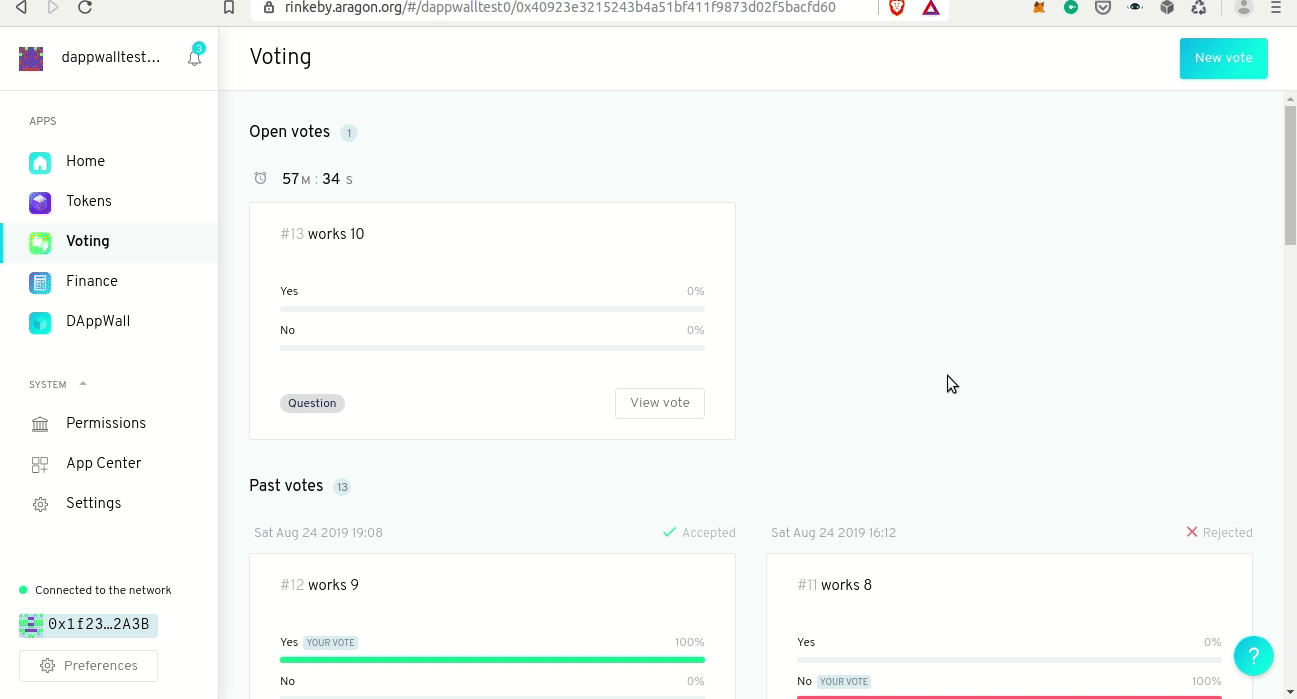 rinkeby.aragon.org/#/dappwalltest0/0x40923e3215243b4a51bf411f9873d02f5bacfd60
dappwalltest...
3
Voting
New vote
APPS
Home
Tokens
Voting
Finance
DAppWall
SYSTEM
Permissions
App Center
Settings
Connected to the network
0x1f23…2A3B
Preferences
Open votes 1
57 M : 34 S
#13 works 10
Yes 0%
No 0%
Question
View vote
Past votes 13
Sat Aug 24 2019 19:08 Accepted
#12 works 9
Yes YOUR VOTE 100%
No 0%
Sat Aug 24 2019 16:12 Rejected
#11 works 8
Yes 0%
No YOUR VOTE 100%
?